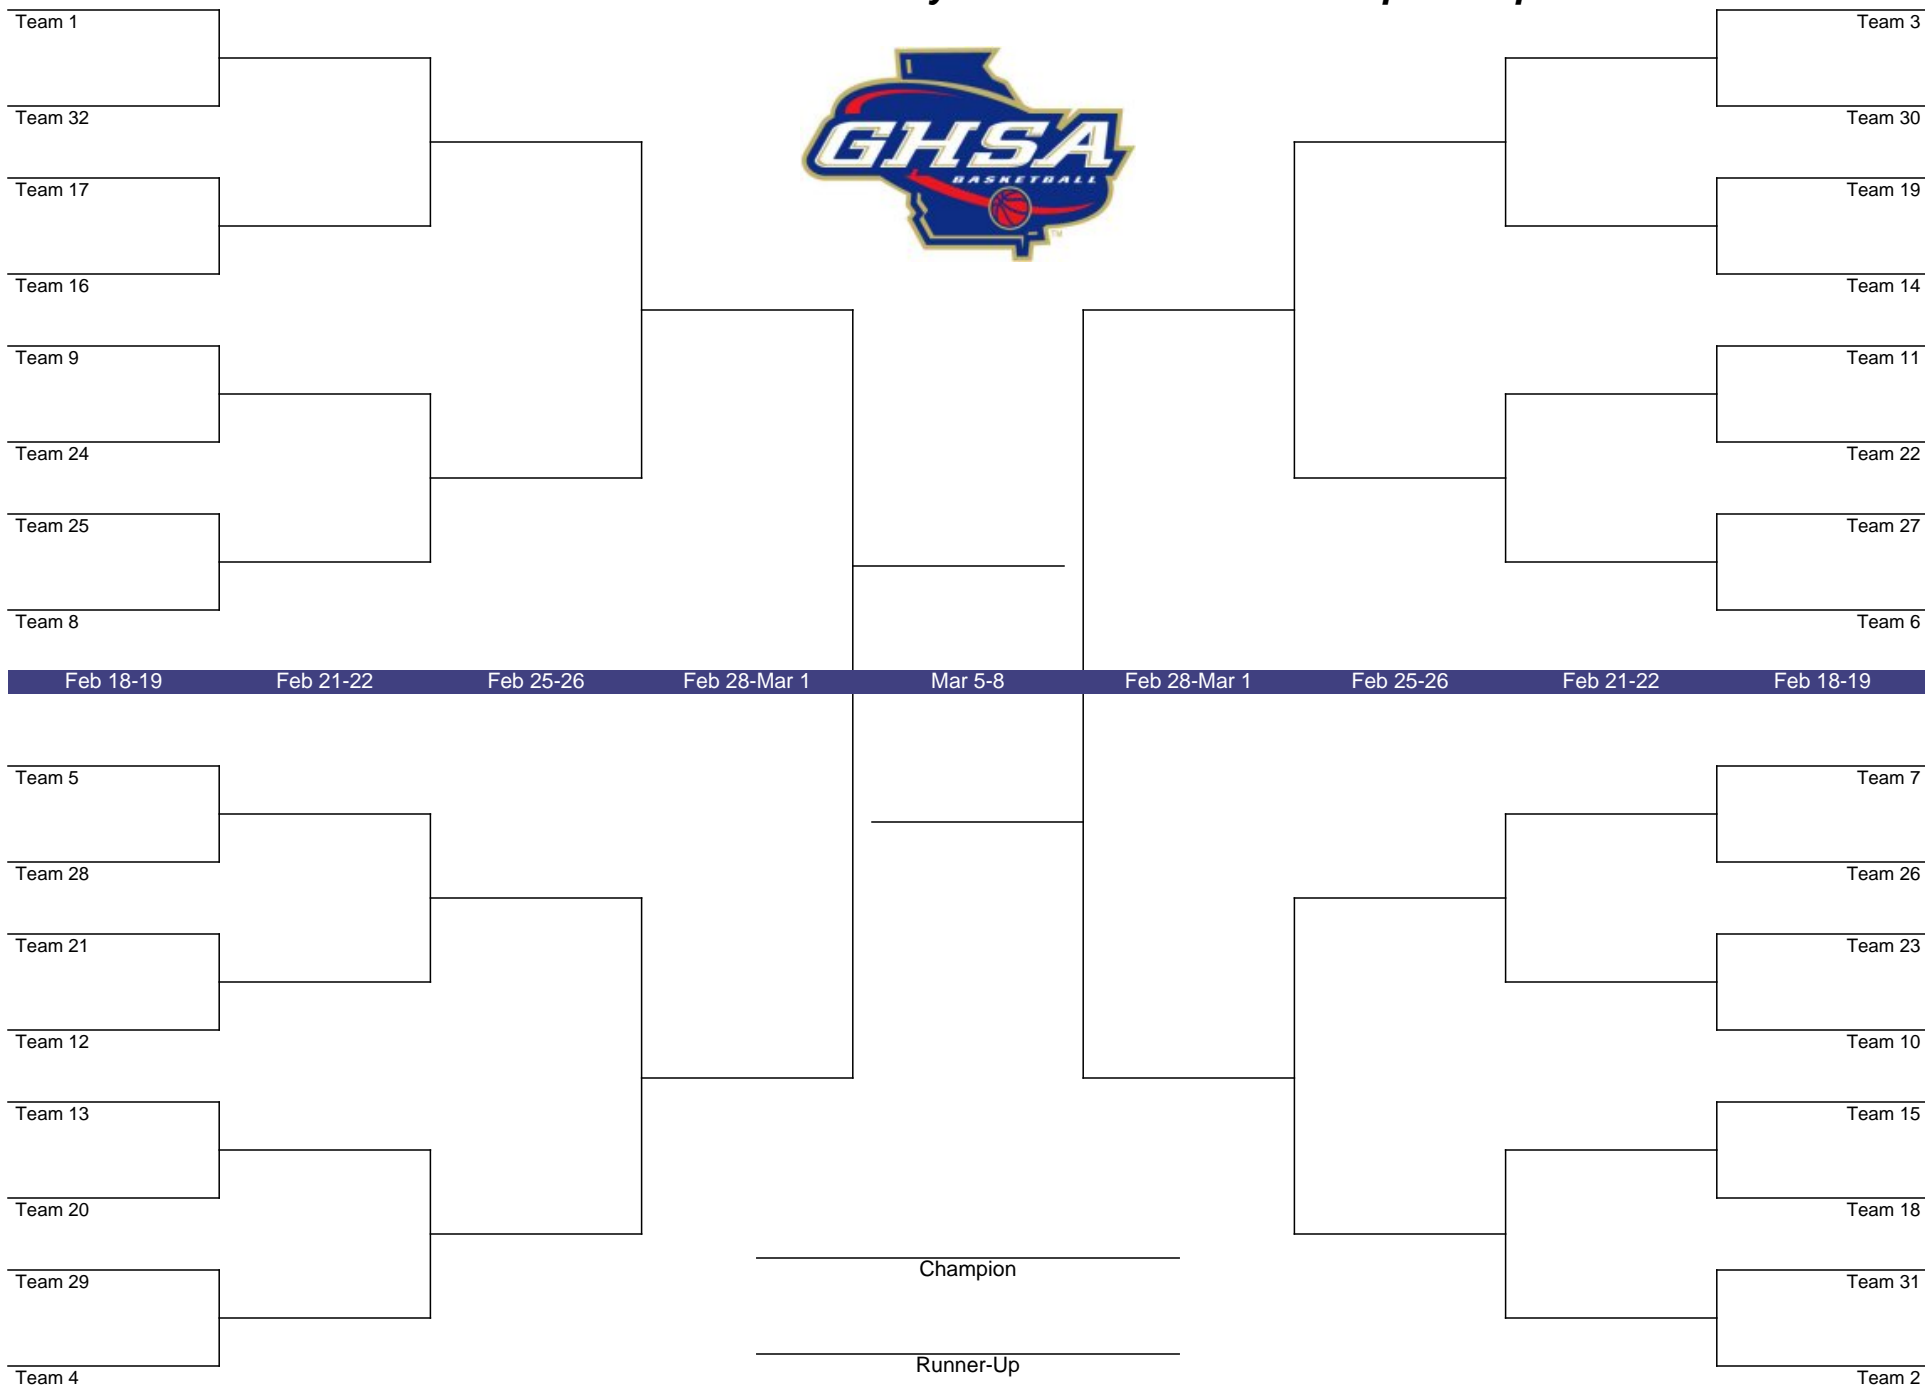 Team 1
Team 32
Team 17
Team 16
Team 9
Team 24
Team 25
Team 8
GHSA
BASKETBALL
TM
Team 3
Team 30
Team 19
Team 14
Team 11
Team 22
Team 27
Team 6
Feb 18-19 Feb 21-22 Feb 25-26 Feb 28-Mar 1 Mar 5-8 Feb 28-Mar 1 Feb 25-26 Feb 21-22 Feb 18-19
Team 5
Team 28
Team 21
Team 12
Team 13
Team 20
Team 29
Team 4
Champion
Runner-Up
Team 7
Team 26
Team 23
Team 10
Team 15
Team 18
Team 31
Team 2